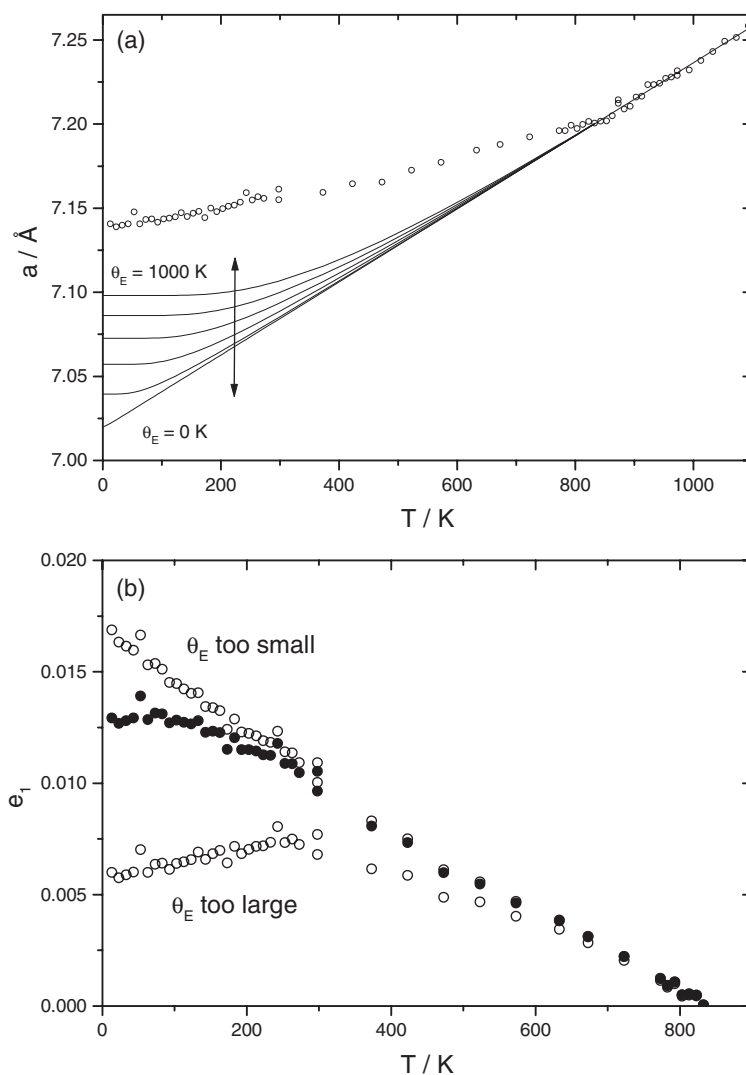 (a)
7.25
7.20
7.15
7.10
7.05
7.00
a / Å
θE = 1000 K
θE = 0 K
0 200 400 600 800 1000
T / K
(b)
0.020
0.015
0.010
0.005
0.000
e1
θE too small
θE too large
0 200 400 600 800
T / K